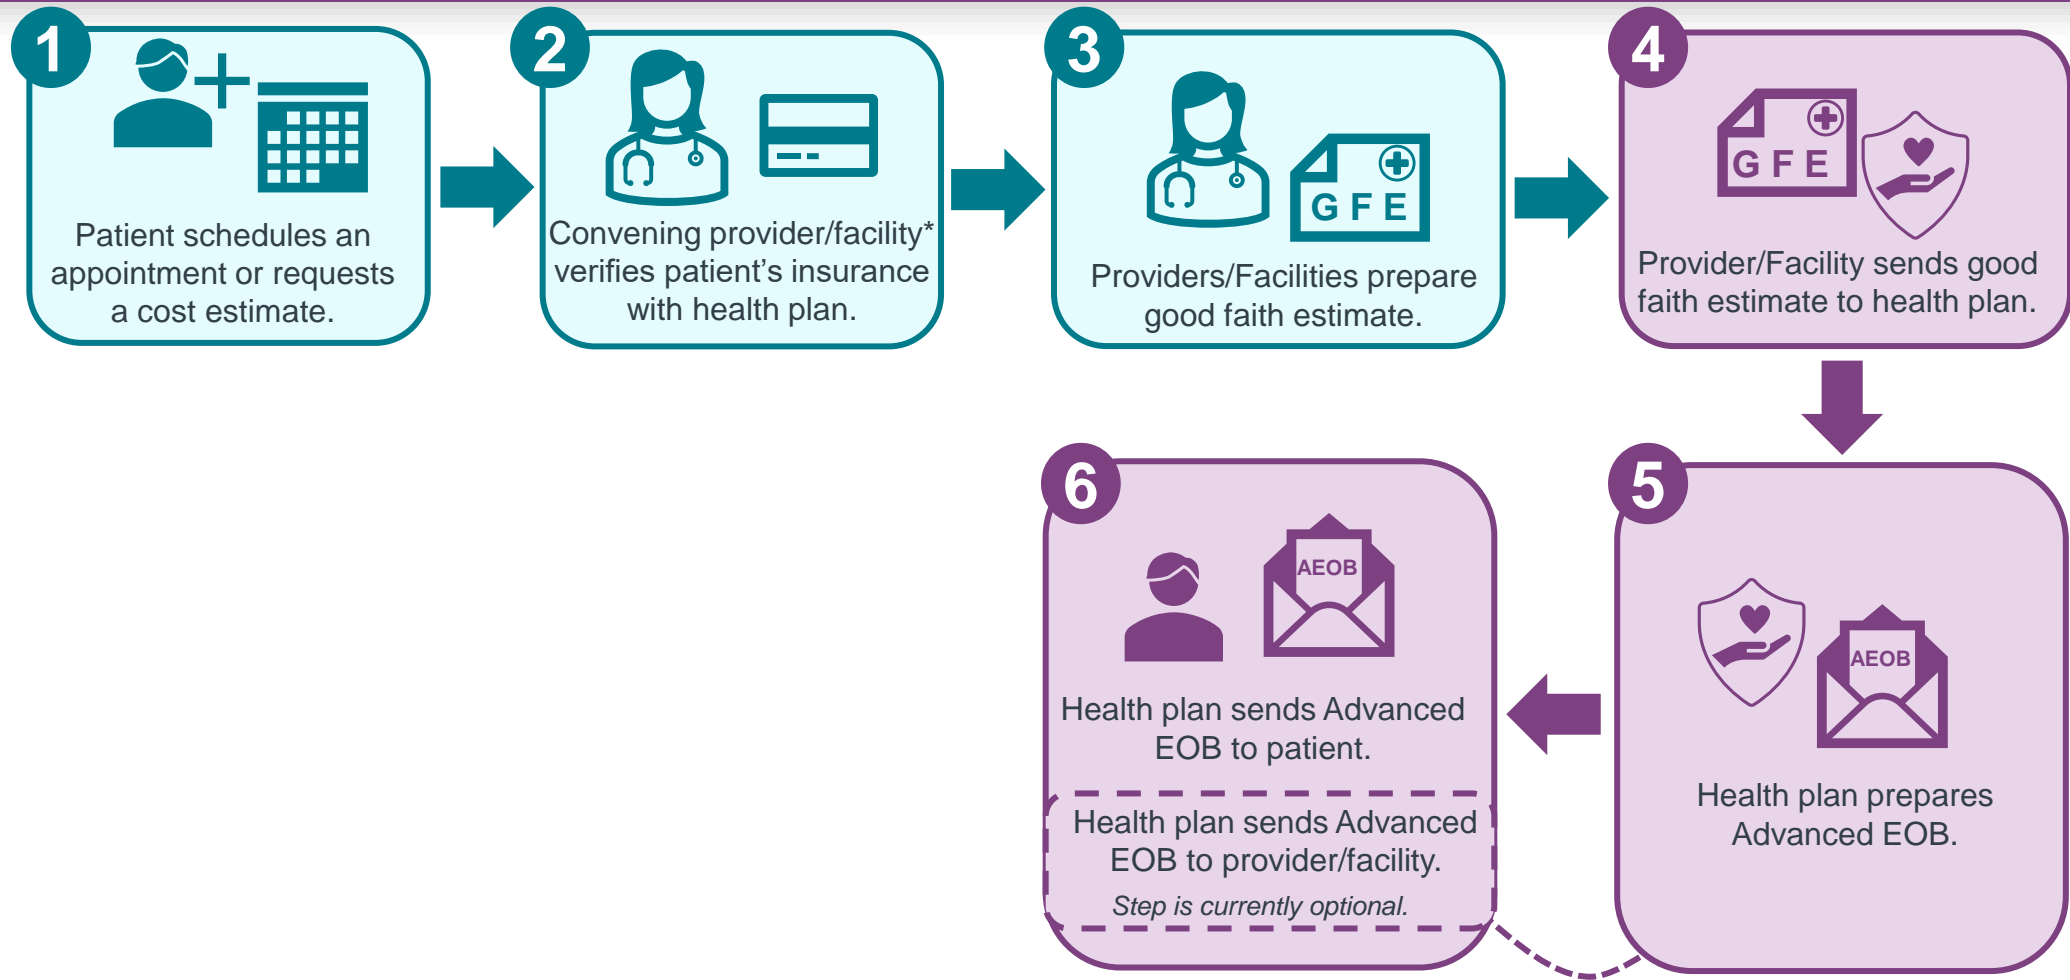 1
Patient schedules an
appointment or requests
a cost estimate.
2
Convening provider/facility*
verifies patient's insurance
with health plan.
3
G F E
Providers/Facilities prepare
good faith estimate.
4
G F E
Provider/Facility sends good
faith estimate to health plan.
5
AEOB
Health plan prepares
Advanced EOB.
6
AEOB
Health plan sends Advanced
EOB to patient.
Health plan sends Advanced
EOB to provider/facility.
Step is currently optional.